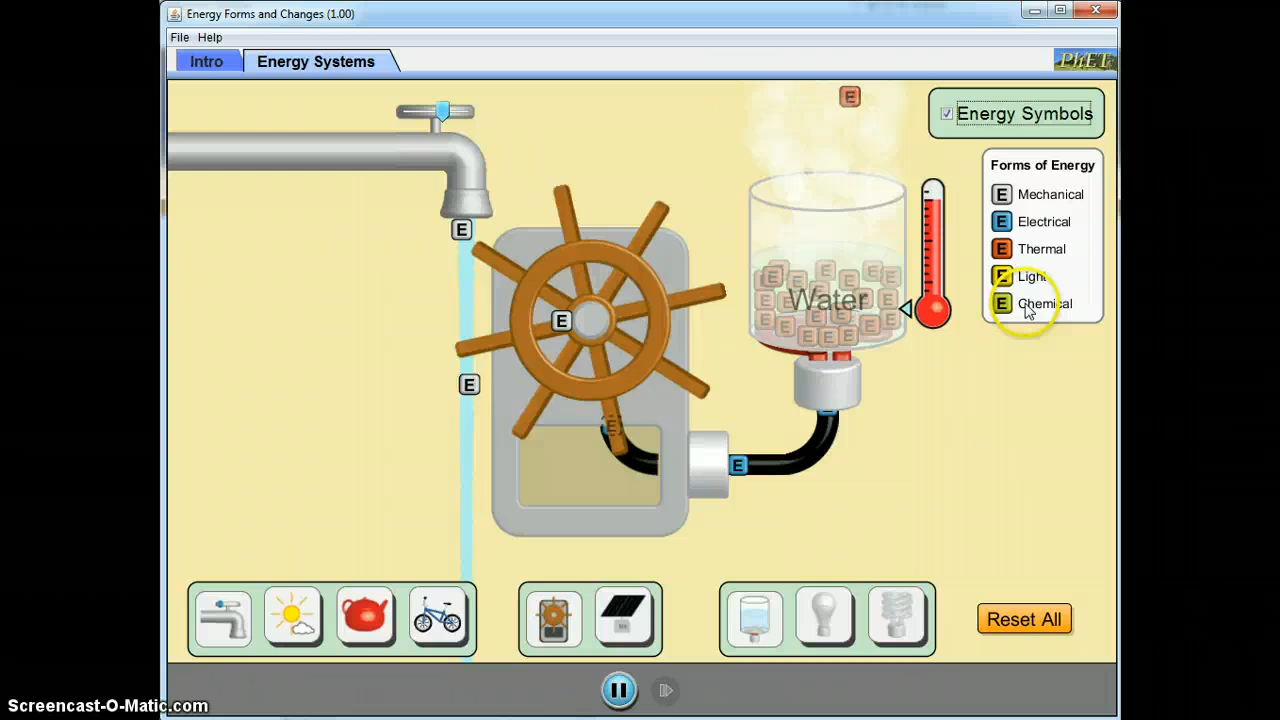 Energy Forms and Changes (1.00)
File Help
Intro Energy Systems
PhET
Energy Symbols
Forms of Energy
E Mechanical
E Electrical
E Thermal
E Light
E Chemical
E
E
E
E
E
E
Water
Reset All
Screencast-O-Matic.com